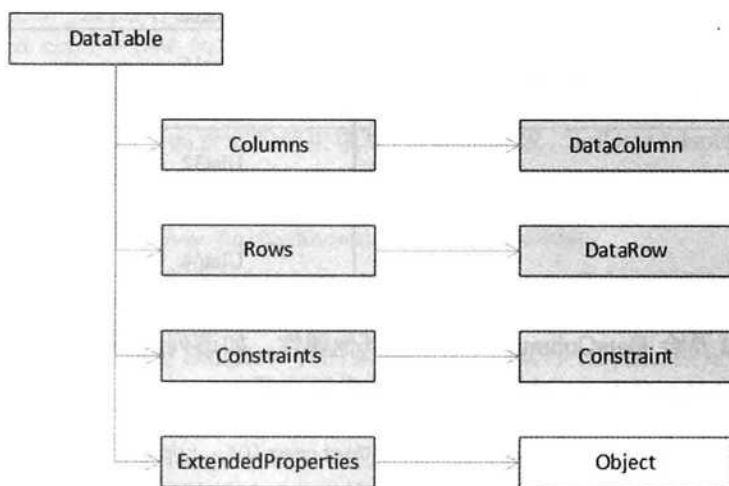 DataTable
Columns
DataColumn
Rows
DataRow
Constraints
Constraint
ExtendedProperties
Object